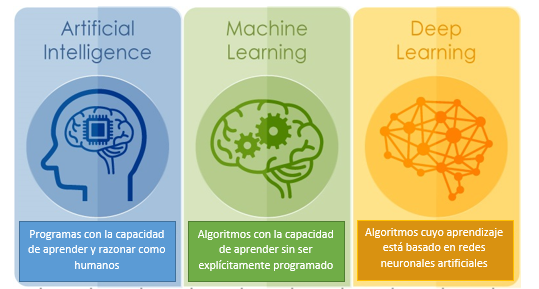 Artificial
Intelligence
Machine
Learning
Deep
Learning
Programas con la capacidad
de aprender y razonar como
humanos
Algoritmos con la capacidad
de aprender sin ser
explícitamente programado
Algoritmos cuyo aprendizaje
está basado en redes
neuronales artificiales